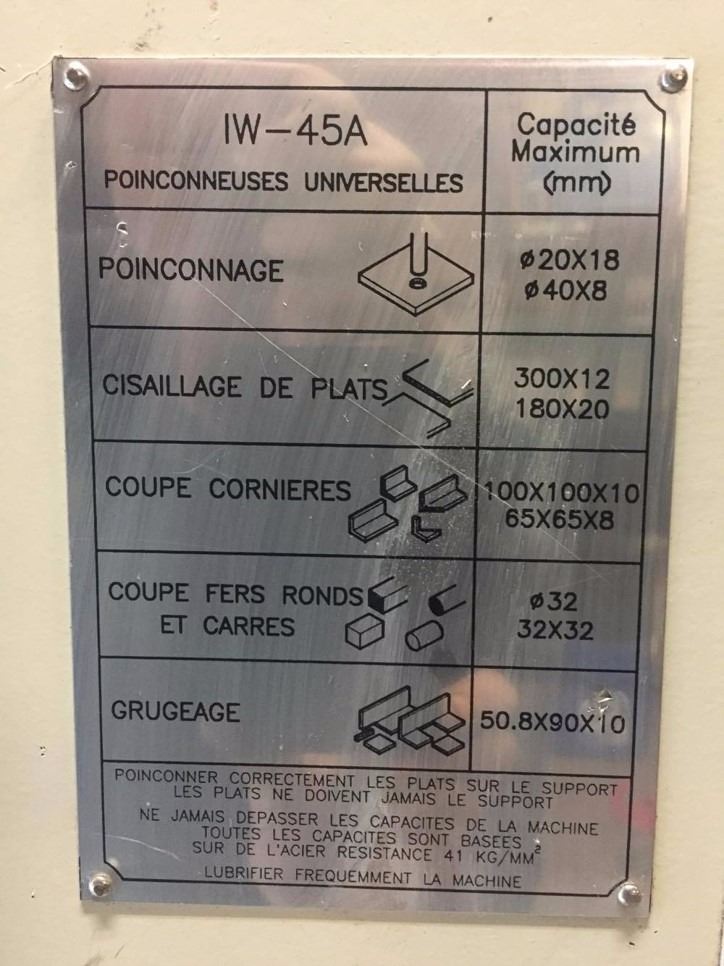 IW-45A
POINCONNEUSES UNIVERSELLES
Capacité
Maximum
(mm)
POINCONNAGE
ø20X18
ø40X8
CISAILLAGE DE PLATS
300X12
180X20
COUPE CORNIERES
100X100X10
65X65X8
COUPE FERS RONDS
ET CARRES
ø32
32X32
GRUGEAGE
50.8X90X10
POINCONNER CORRECTEMENT LES PLATS SUR LE SUPPORT
LES PLATS NE DOIVENT JAMAIS LE SUPPORT
NE JAMAIS DEPASSER LES CAPACITES DE LA MACHINE
TOUTES LES CAPACITES SONT BASEES
SUR DE L'ACIER RESISTANCE 41 KG/MM²
LUBRIFIER FREQUEMMENT LA MACHINE